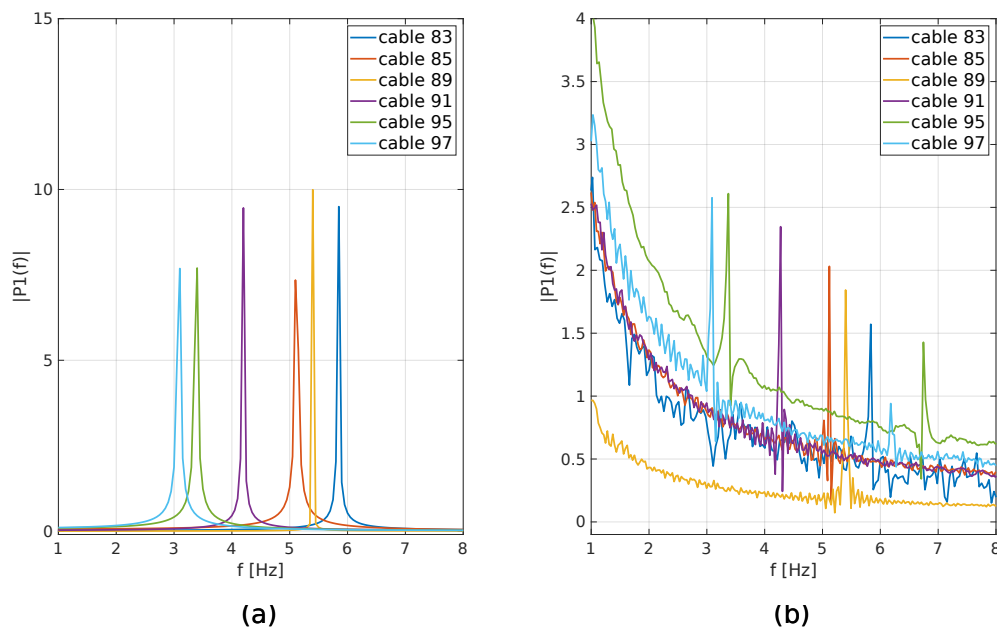 15
10
5
0
|P1(f)|
1 2 3 4 5 6 7 8
f [Hz]
cable 83
cable 85
cable 89
cable 91
cable 95
cable 97
(a)
4
3.5
3
2.5
2
1.5
1
0.5
0
|P1(f)|
1 2 3 4 5 6 7 8
f [Hz]
cable 83
cable 85
cable 89
cable 91
cable 95
cable 97
(b)